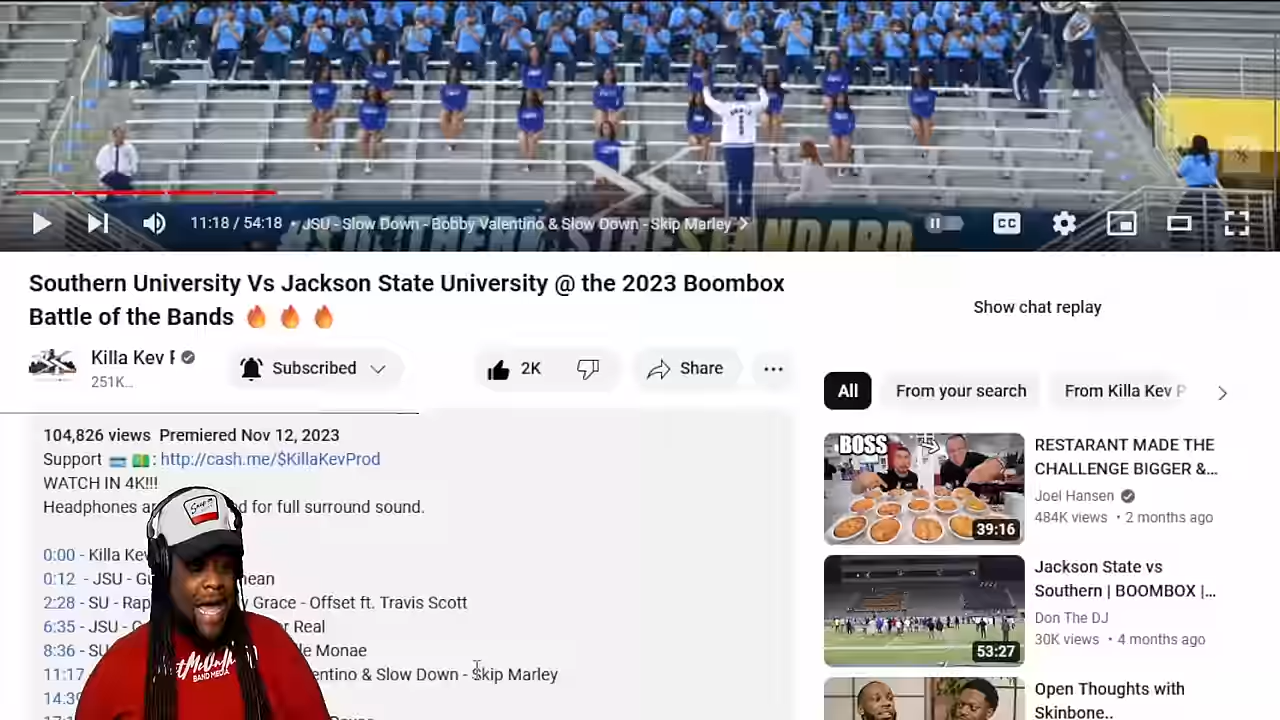 11:18 / 54:18 • JSU - Slow Down - Bobby Valentino & Slow Down - Skip Marley
CC
Southern University Vs Jackson State University @ the 2023 Boombox
Battle of the Bands 🔥 🔥 🔥
Show chat replay
Killa Kev
251K...
Subscribed
2K
Share
All
From your search
From Killa Kev P
104,826 views Premiered Nov 12, 2023
Support : http://cash.me/$KillaKevProd
WATCH IN 4K!!!
Headphones d for full surround sound.
0:00 - Killa Kev
0:12 - JSU - Gu ean
2:28 - SU - Rap y Grace - Offset ft. Travis Scott
6:35 - JSU - r Real
8:36 - SU le Monae
11:17 entino & Slow Down - Skip Marley
14:39
BAND MEDIA
BOSS
39:16
RESTARANT MADE THE
CHALLENGE BIGGER &...
Joel Hansen
484K views • 2 months ago
53:27
Jackson State vs
Southern | BOOMBOX |...
Don The DJ
30K views • 4 months ago
Open Thoughts with
Skinbone..